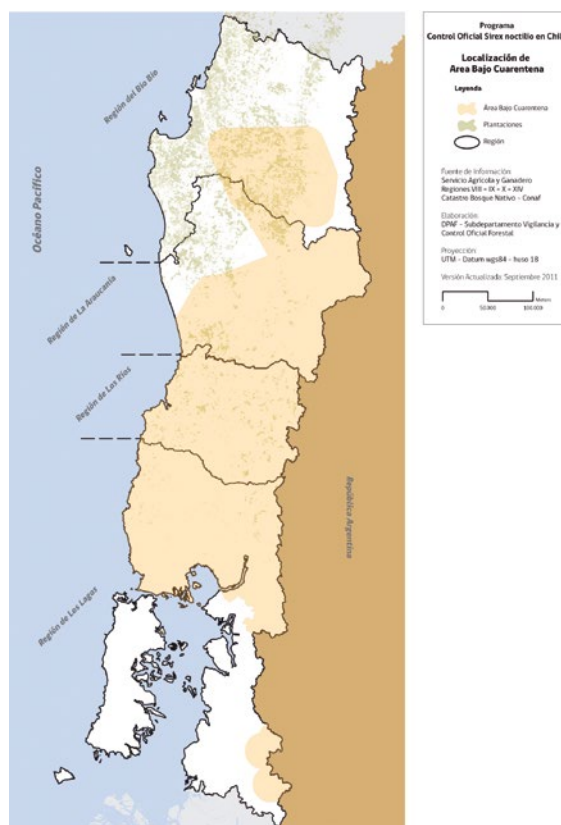 Programa
Control Oficial Sirex noctilio en Chil
Localización de
Area Bajo Cuarentena
Leyenda
Área Bajo Cuarentena
Plantaciones
Región
Fuente de Información:
Servicio Agrícola y Ganadero
Regiones VIII - IX - X - XIV
Catastro Bosque Nativo - Conaf
Elaboración:
DPAF - Subdepartamento Vigilancia y
Control Oficial Forestal
Proyección:
UTM - Datum wgs84 - huso 18
Versión Actualizada: Septiembre 2011
Meters
0 50.000 100.000
Región del Bío Bío
Océano Pacífico
Región de La Araucanía
Región de Los Ríos
República Argentina
Región de Los Lagos